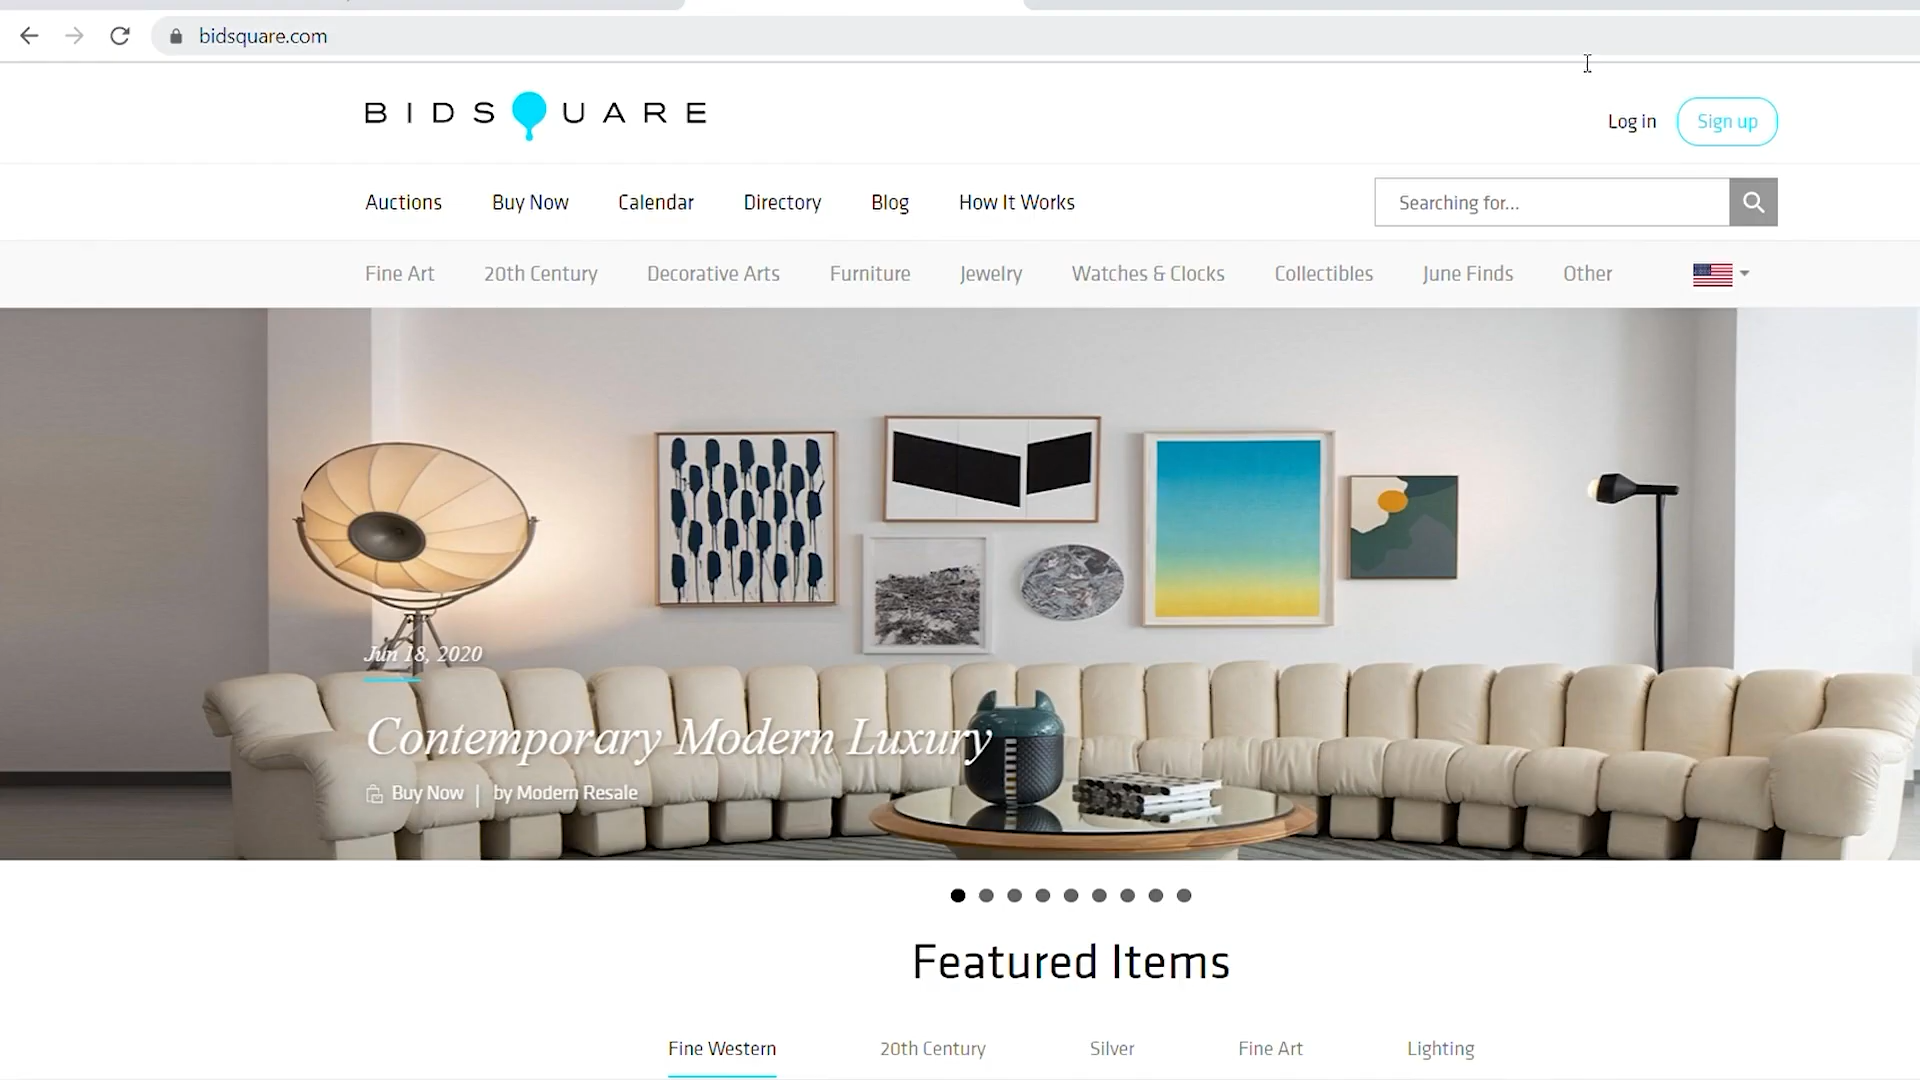 bidsquare.com
BIDSQUARE
Log in
Sign up
Auctions
Buy Now
Calendar
Directory
Blog
How It Works
Searching for...
Fine Art
20th Century
Decorative Arts
Furniture
Jewelry
Watches & Clocks
Collectibles
June Finds
Other
Jun 18, 2020
Contemporary Modern Luxury
Buy Now | by Modern Resale
Featured Items
Fine Western
20th Century
Silver
Fine Art
Lighting